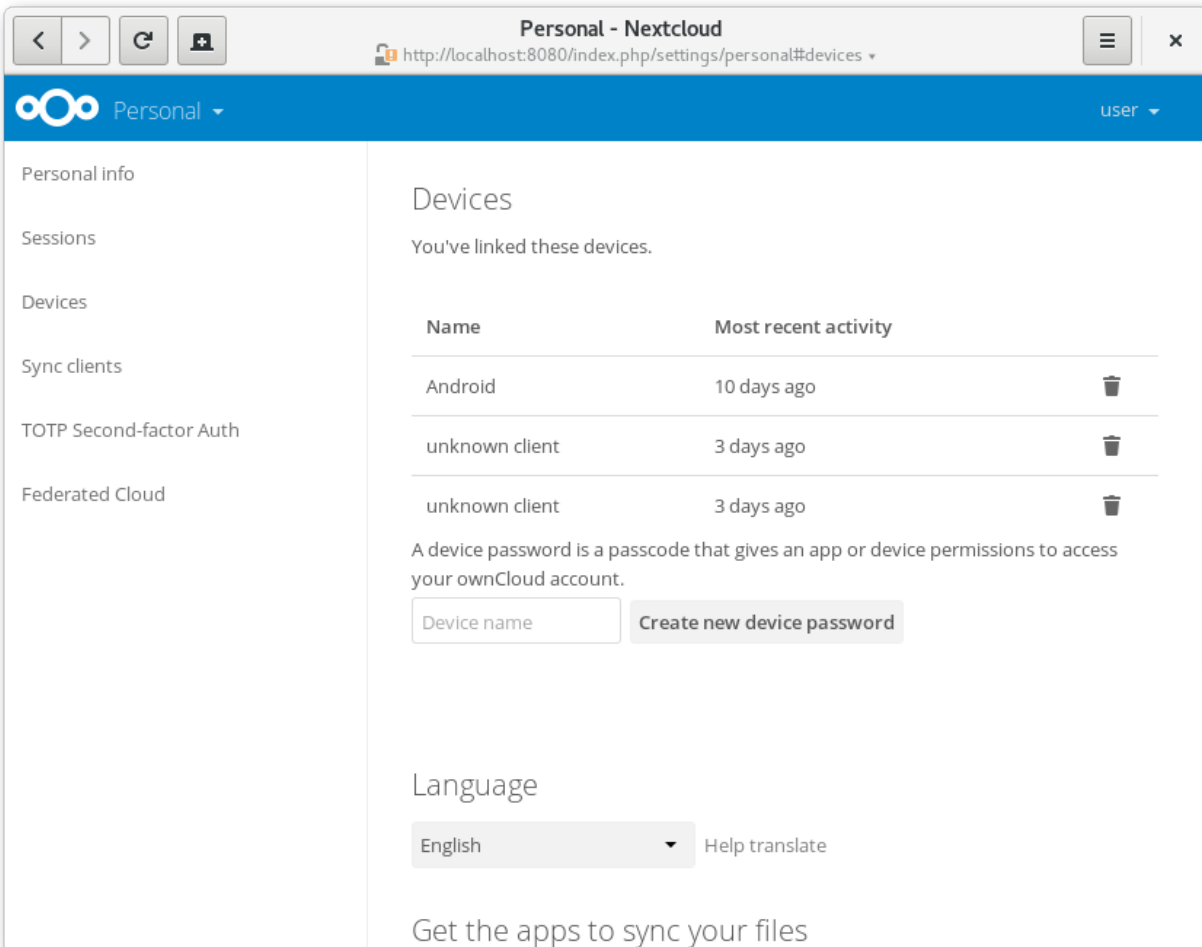 Personal - Nextcloud
http://localhost:8080/index.php/settings/personal#devices
Personal
user
Personal info
Sessions
Devices
Sync clients
TOTP Second-factor Auth
Federated Cloud
Devices
You've linked these devices.
Name Most recent activity
Android 10 days ago
unknown client 3 days ago
unknown client 3 days ago
A device password is a passcode that gives an app or device permissions to access
your ownCloud account.
Device name Create new device password
Language
English Help translate
Get the apps to sync your files